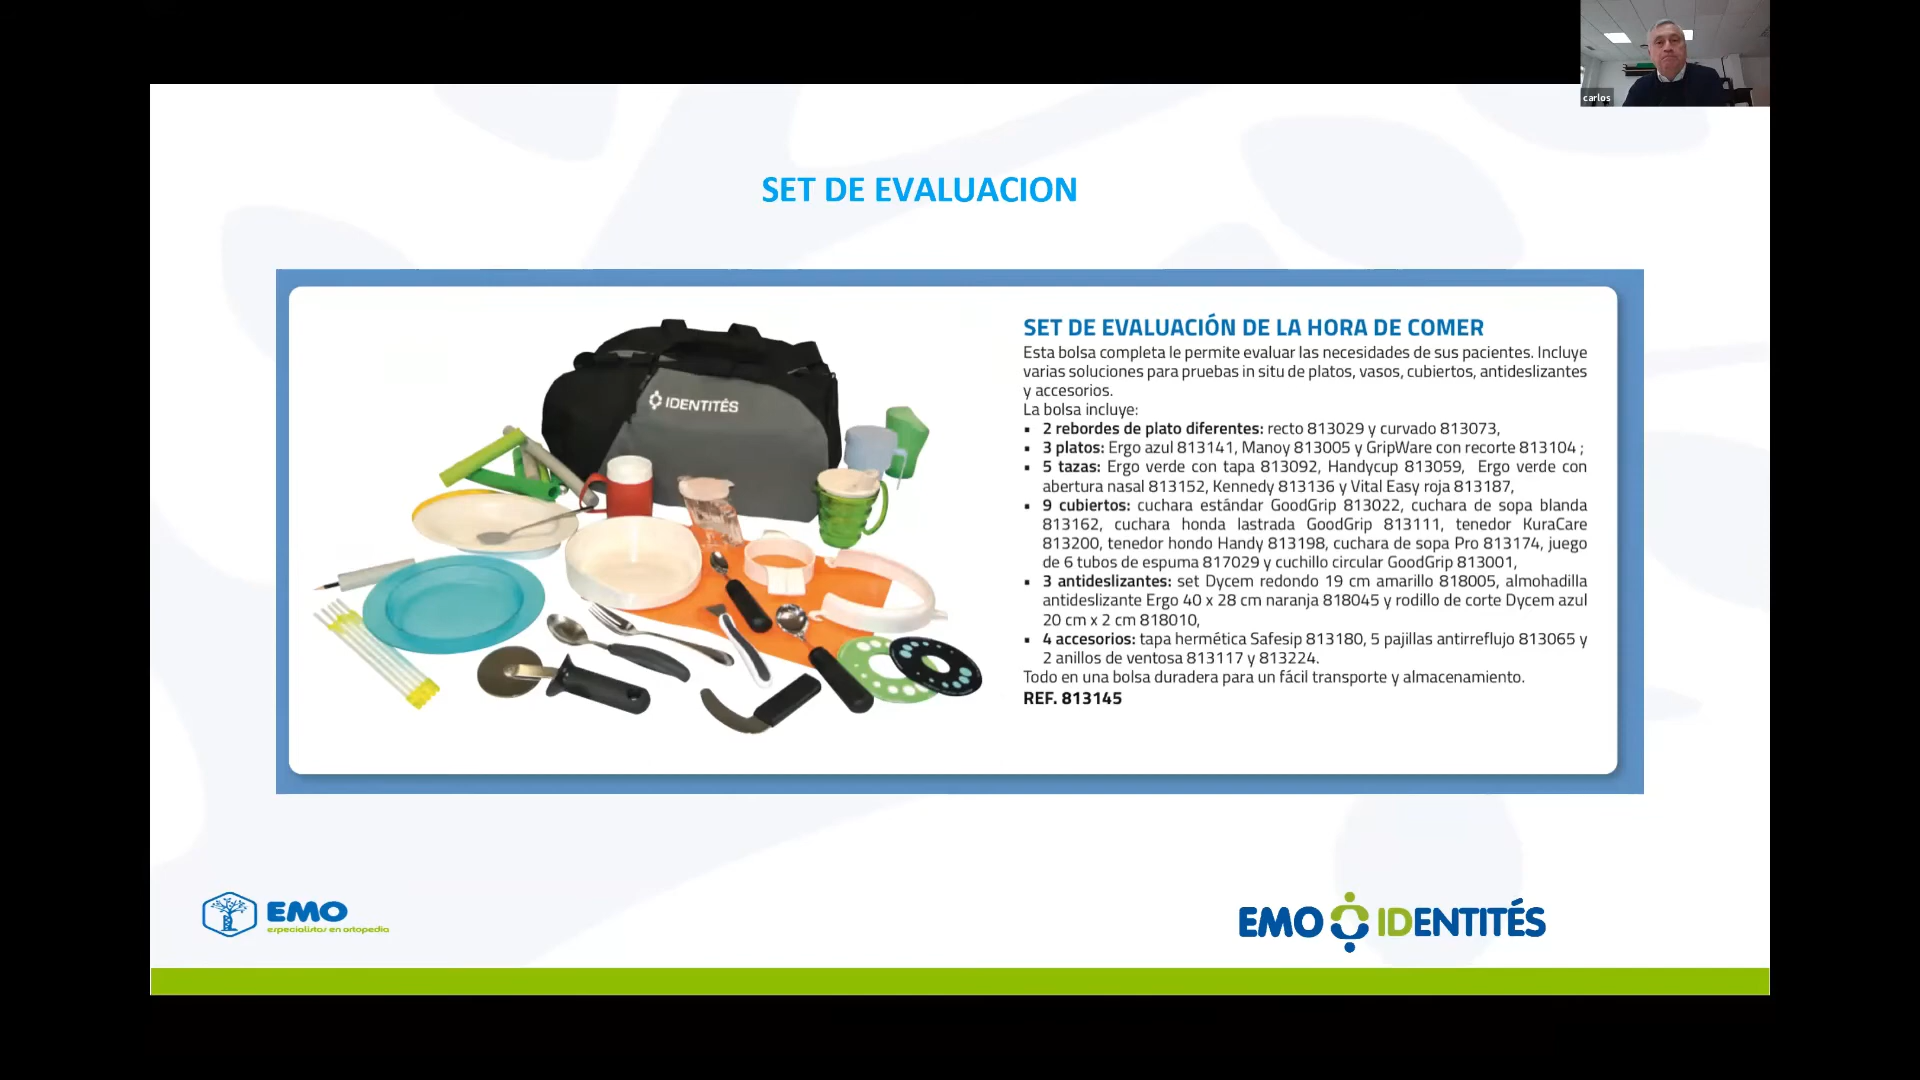 carlos
SET DE EVALUACION
IDENTITÉS
SET DE EVALUACIÓN DE LA HORA DE COMER
Esta bolsa completa le permite evaluar las necesidades de sus pacientes. Incluye
varias soluciones para pruebas in situ de platos, vasos, cubiertos, antideslizantes
y accesorios.
La bolsa incluye:
▪ 2 rebordes de plato diferentes: recto 813029 y curvado 813073,
▪ 3 platos: Ergo azul 813141, Manoy 813005 y GripWare con recorte 813104 ;
▪ 5 tazas: Ergo verde con tapa 813092, Handycup 813059, Ergo verde con
abertura nasal 813152, Kennedy 813136 y Vital Easy roja 813187,
▪ 9 cubiertos: cuchara estándar GoodGrip 813022, cuchara de sopa blanda
813162, cuchara honda lastrada GoodGrip 813111, tenedor KuraCare
813200, tenedor hondo Handy 813198, cuchara de sopa Pro 813174, juego
de 6 tubos de espuma 817029 y cuchillo circular GoodGrip 813001,
▪ 3 antideslizantes: set Dycem redondo 19 cm amarillo 818005, almohadilla
antideslizante Ergo 40 x 28 cm naranja 818045 y rodillo de corte Dycem azul
20 cm x 2 cm 818010,
▪ 4 accesorios: tapa hermética Safesip 813180, 5 pajillas antirreflujo 813065 y
2 anillos de ventosa 813117 y 813224.
Todo en una bolsa duradera para un fácil transporte y almacenamiento.
REF. 813145
EMO
especialistas en ortopedia
EMO IDENTITÉS